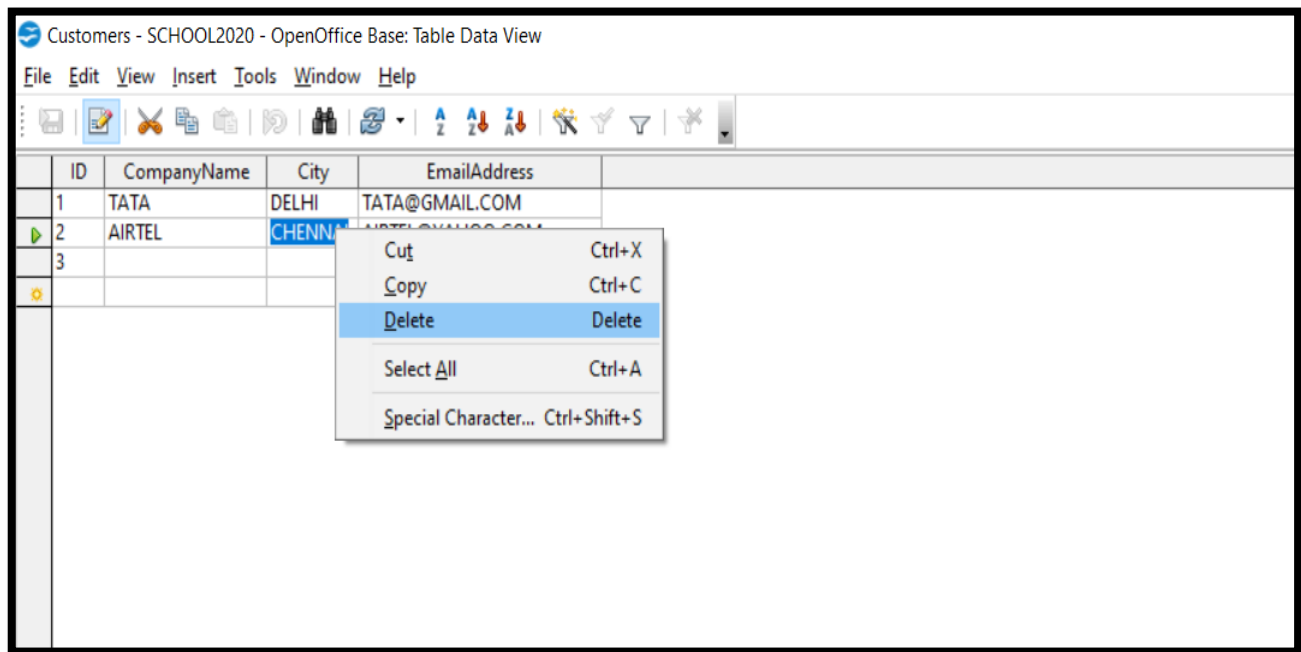 Customers - SCHOOL2020 - OpenOffice Base: Table Data View
File Edit View Insert Tools Window Help
ID CompanyName City EmailAddress
1 TATA DELHI TATA@GMAIL.COM
2 AIRTEL
3
Cut Ctrl+X
Copy Ctrl+C
Delete Delete
Select All Ctrl+A
Special Character... Ctrl+Shift+S